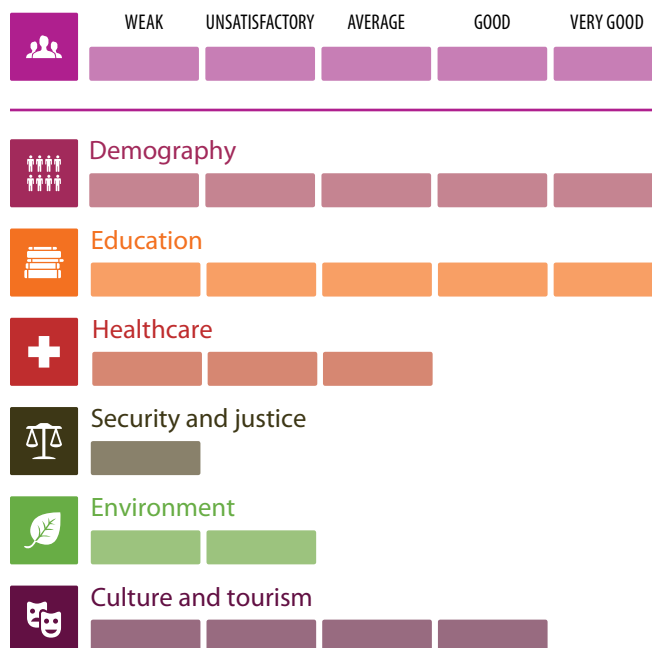 WEAK UNSATISFACTORY AVERAGE GOOD VERY GOOD
Demography
Education
Healthcare
Security and justice
Environment
Culture and tourism